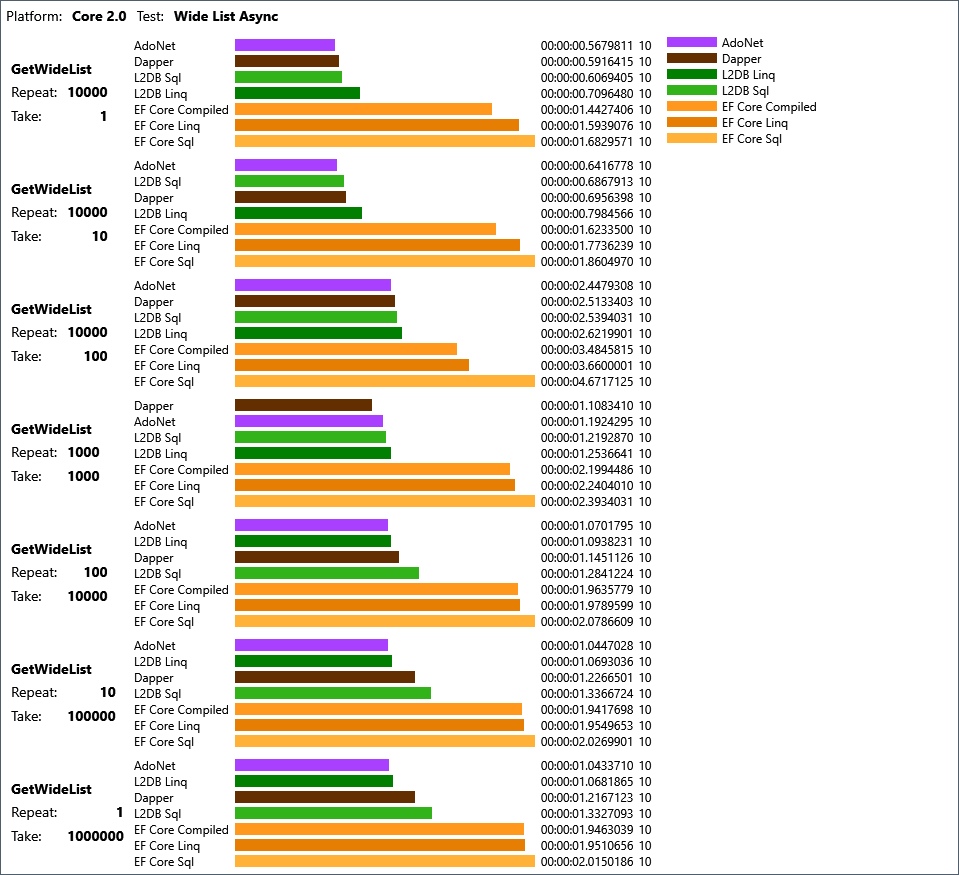 Platform: Core 2.0 Test: Wide List Async
GetWideList
Repeat: 10000
Take: 1
AdoNet 00:00:00.5679811 10
Dapper 00:00:00.5916415 10
L2DB Sql 00:00:00.6069405 10
L2DB Linq 00:00:00.7096480 10
EF Core Compiled 00:00:01.4427406 10
EF Core Linq 00:00:01.5939076 10
EF Core Sql 00:00:01.6829571 10
AdoNet
Dapper
L2DB Linq
L2DB Sql
EF Core Compiled
EF Core Linq
EF Core Sql
GetWideList
Repeat: 10000
Take: 10
AdoNet 00:00:00.6416778 10
L2DB Sql 00:00:00.6867913 10
Dapper 00:00:00.6956398 10
L2DB Linq 00:00:00.7984566 10
EF Core Compiled 00:00:01.6233500 10
EF Core Linq 00:00:01.7736239 10
EF Core Sql 00:00:01.8604970 10
GetWideList
Repeat: 10000
Take: 100
AdoNet 00:00:02.4479308 10
Dapper 00:00:02.5133403 10
L2DB Sql 00:00:02.5394031 10
L2DB Linq 00:00:02.6219901 10
EF Core Compiled 00:00:03.4845815 10
EF Core Linq 00:00:03.6600001 10
EF Core Sql 00:00:04.6717125 10
GetWideList
Repeat: 1000
Take: 1000
Dapper 00:00:01.1083410 10
AdoNet 00:00:01.1924295 10
L2DB Sql 00:00:01.2192870 10
L2DB Linq 00:00:01.2536641 10
EF Core Compiled 00:00:02.1994486 10
EF Core Linq 00:00:02.2404010 10
EF Core Sql 00:00:02.3934031 10
GetWideList
Repeat: 100
Take: 10000
AdoNet 00:00:01.0701795 10
L2DB Linq 00:00:01.0938231 10
Dapper 00:00:01.1451126 10
L2DB Sql 00:00:01.2841224 10
EF Core Compiled 00:00:01.9635779 10
EF Core Linq 00:00:01.9789599 10
EF Core Sql 00:00:02.0786609 10
GetWideList
Repeat: 10
Take: 100000
AdoNet 00:00:01.0447028 10
L2DB Linq 00:00:01.0693036 10
Dapper 00:00:01.2266501 10
L2DB Sql 00:00:01.3366724 10
EF Core Compiled 00:00:01.9417698 10
EF Core Linq 00:00:01.9549653 10
EF Core Sql 00:00:02.0269901 10
GetWideList
Repeat: 1
Take: 1000000
AdoNet 00:00:01.0433710 10
L2DB Linq 00:00:01.0681865 10
Dapper 00:00:01.2167123 10
L2DB Sql 00:00:01.3327093 10
EF Core Compiled 00:00:01.9463039 10
EF Core Linq 00:00:01.9510656 10
EF Core Sql 00:00:02.0150186 10